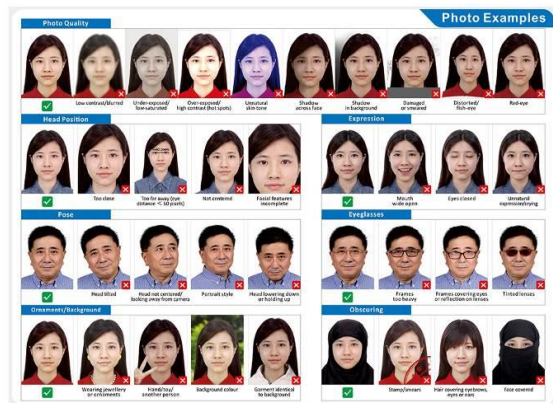 Photo Examples
Photo Quality
Low contrast/blurred
Under-exposed/
low-saturated
Over-exposed/
high contrast (hot spots)
Unnatural
skin tone
Shadow
across face
Shadow
in background
Damaged
or smeared
Distorted/
fish-eye
Red-eye
Head Position
Too close
Too far away (eye
distance < 60 pixels)
Not centered
Facial features
incomplete
Expression
Mouth
wide open
Eyes closed
Unnatural
expression/crying
Pose
Head tilted
Head not centered/
looking away from camera
Portrait style
Head lowering down
or holding up
Eyeglasses
Frames
too heavy
Frames covering eyes
or reflection on lenses
Tinted lenses
Ornaments/Background
Wearing jewellery
or ornaments
Hand/toy/
another person
Background colour
Garment identical
to background
Obscuring
Stamp/smears
Hair covering eyebrows,
eyes or ears
Face covered